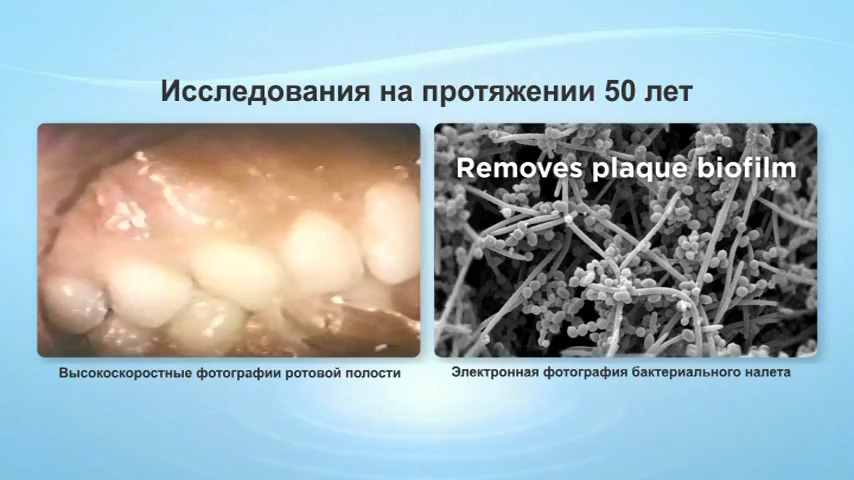 Исследования на протяжении 50 лет
Removes plaque biofilm
Высокоскоростные фотографии ротовой полости
Электронная фотография бактериального налета